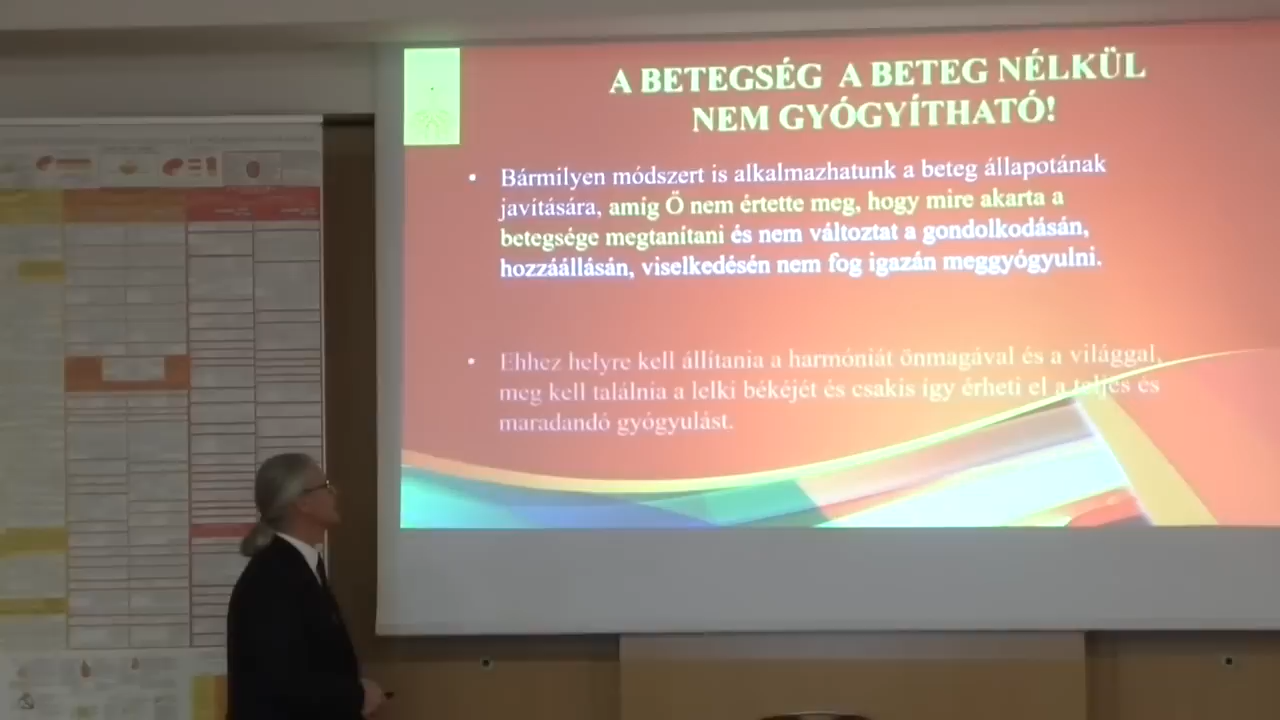 A BETEGSÉG A BETEG NÉLKÜL
NEM GYÓGYÍTHATÓ!
• Bármilyen módszert is alkalmazhatunk a beteg állapotának
javítására, amig Ő nem értette meg, hogy mire akarta a
betegsége megtanítani és nem változtat a gondolkodásán,
hozzáállásán, viselkedésén nem fog igazán meggyógyulni.
• Ehhez helyre kell állítania a harmóniát önmagával és a világgal,
meg kell találnia a lelki békéjét és csakis így érheti el a teljes és
maradandó gyógyulást.